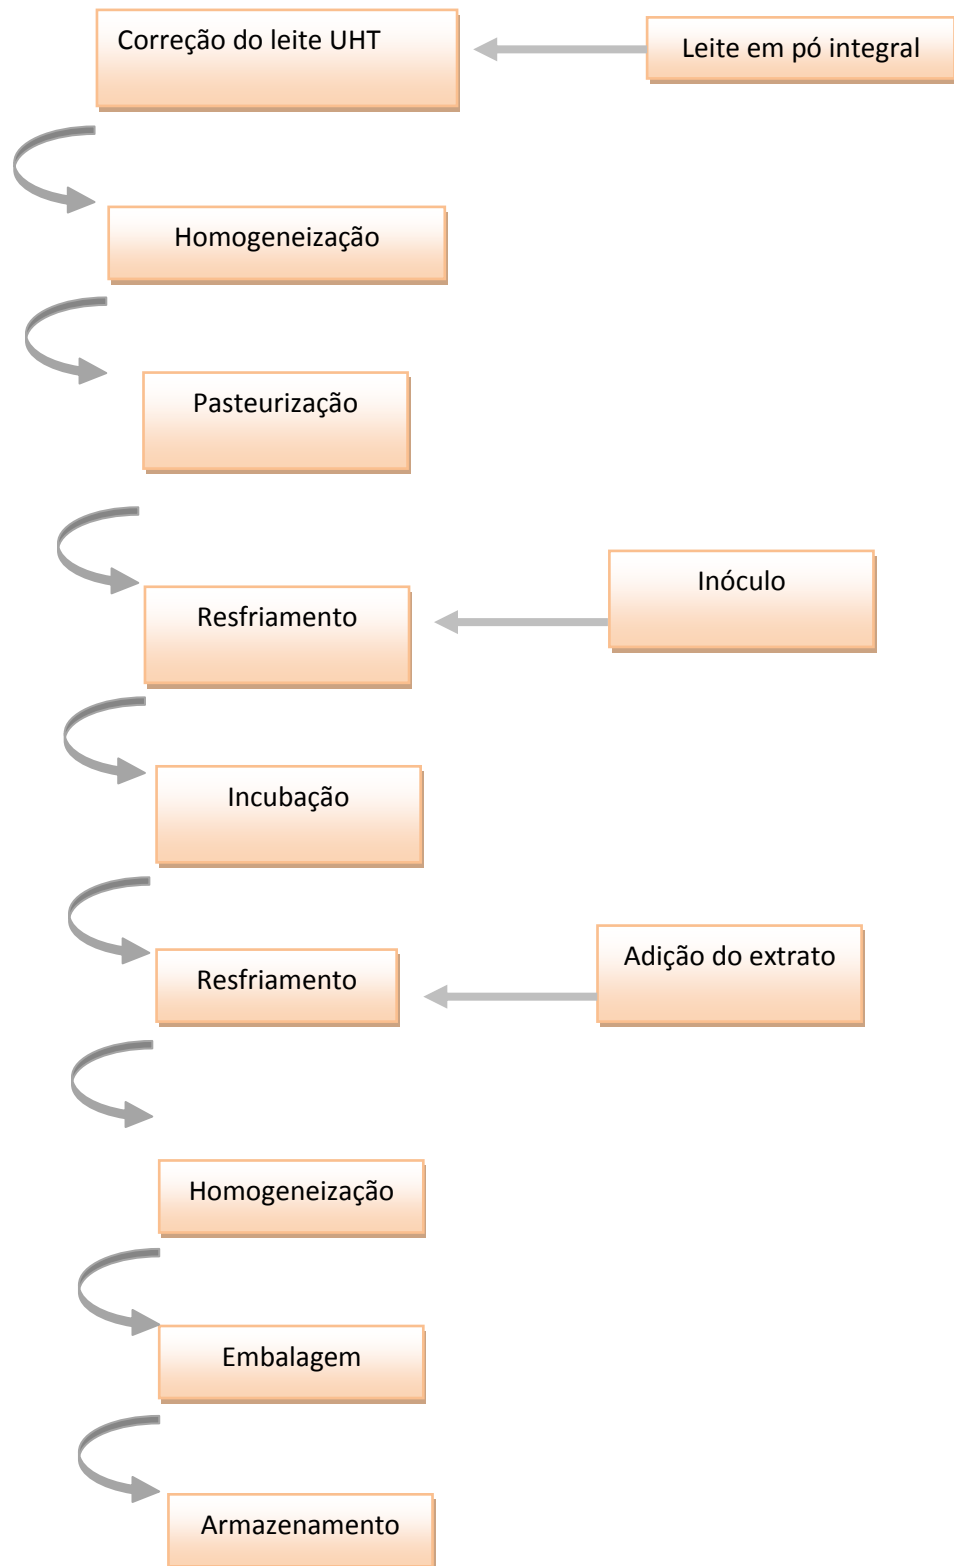 Correção do leite UHT
Leite em pó integral
Homogeneização
Pasteurização
Inóculo
Resfriamento
Incubação
Adição do extrato
Resfriamento
Homogeneização
Embalagem
Armazenamento